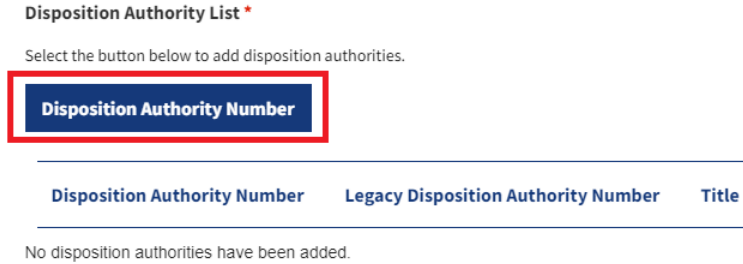 Disposition Authority List *
Select the button below to add disposition authorities.
Disposition Authority Number
Disposition Authority Number Legacy Disposition Authority Number Title
No disposition authorities have been added.